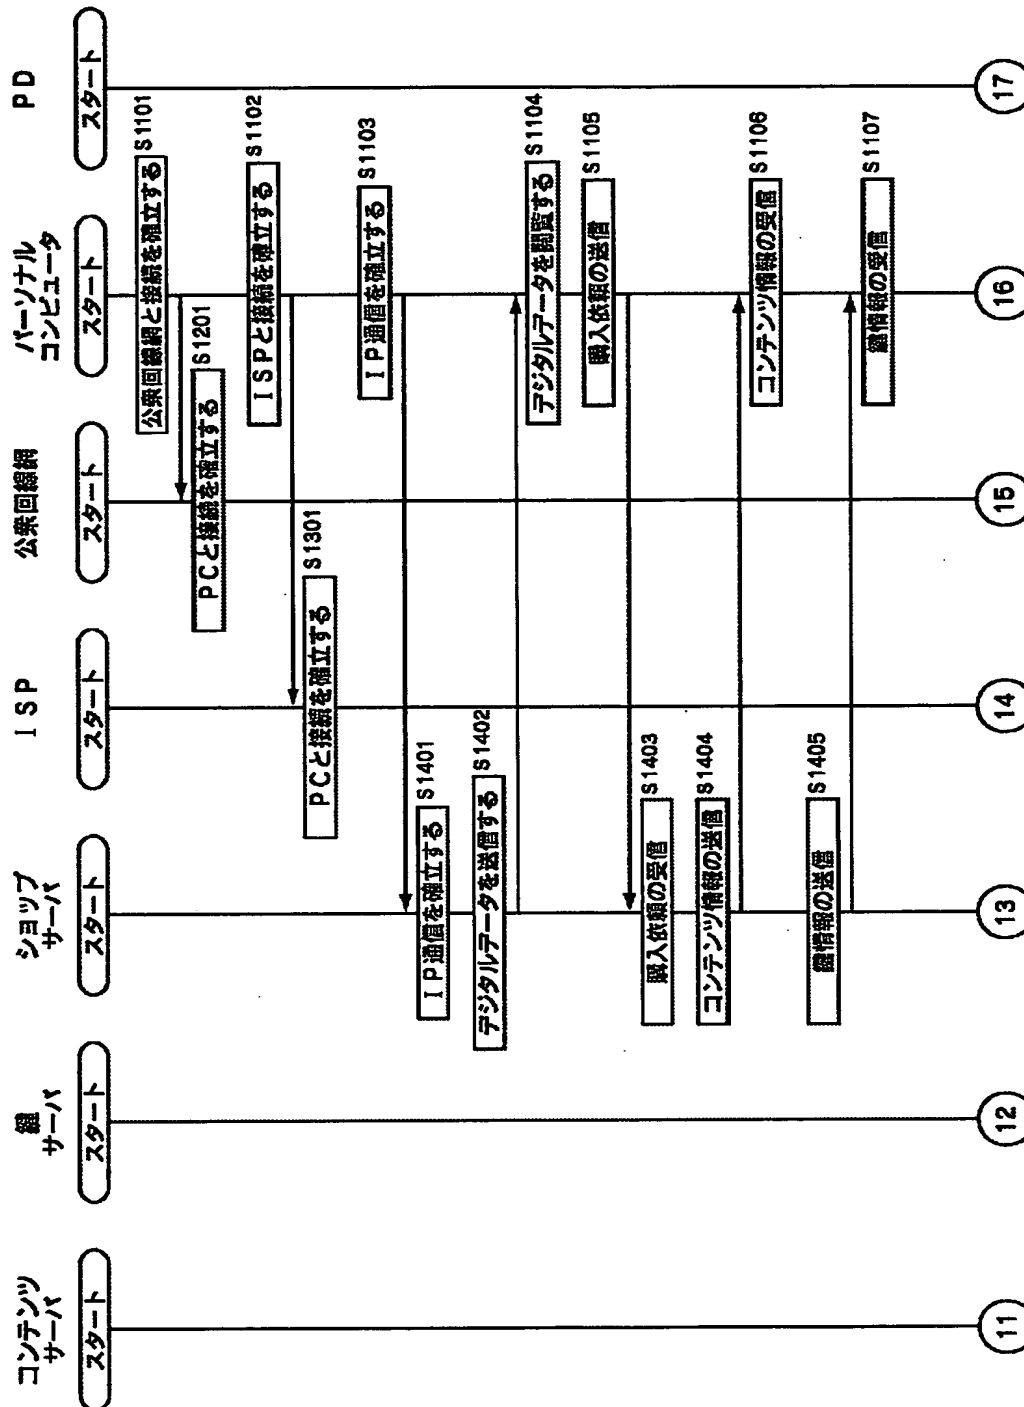 コンテンツ
サーバ
鍵
サーバ
ショップ
サーバ
ISP
公衆回線網
パーソナル
コンピュータ
PD
スタート
スタート
スタート
スタート
スタート
スタート
スタート
公衆回線網と接続を確立する S1101
PCと接続を確立する S1201
ISPと接続を確立する S1102
PCと接続を確立する S1301
IP通信を確立する S1103
IP通信を確立する S1401
デジタルデータを送信する S1402
デジタルデータを閲覧する S1104
購入依頼の送信 S1105
購入依頼の受信 S1403
コンテンツ情報の送信 S1404
コンテンツ情報の受信 S1106
鍵情報の送信 S1405
鍵情報の受信 S1107
11
12
13
14
15
16
17